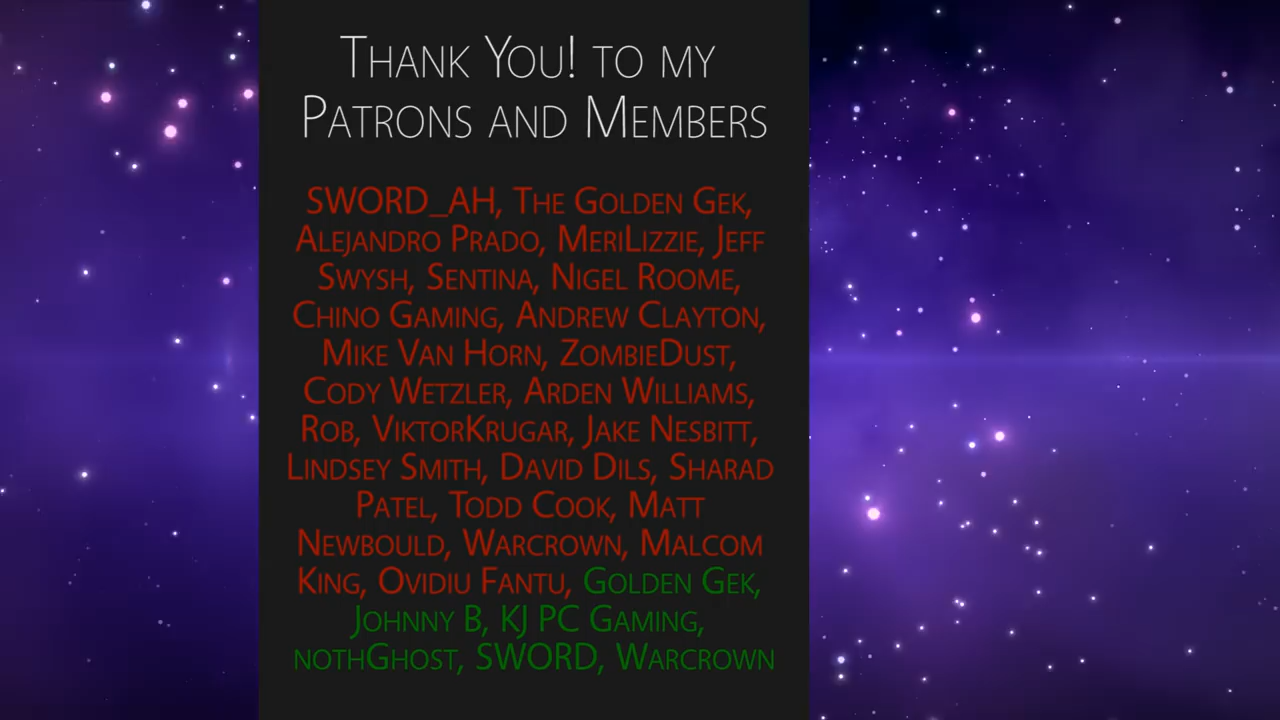 Thank You! to my
Patrons and Members
SWORD_AH, The Golden Gek,
Alejandro Prado, MeriLizzie, Jeff
Swysh, Sentina, Nigel Roome,
Chino Gaming, Andrew Clayton,
Mike Van Horn, ZombieDust,
Cody Wetzler, Arden Williams,
Rob, ViktorKrugar, Jake Nesbitt,
Lindsey Smith, David Dils, Sharad
Patel, Todd Cook, Matt
Newbould, Warcrown, Malcom
King, Ovidiu Fantu, Golden Gek,
Johnny B, KJ PC Gaming,
nothGhost, SWORD, Warcrown